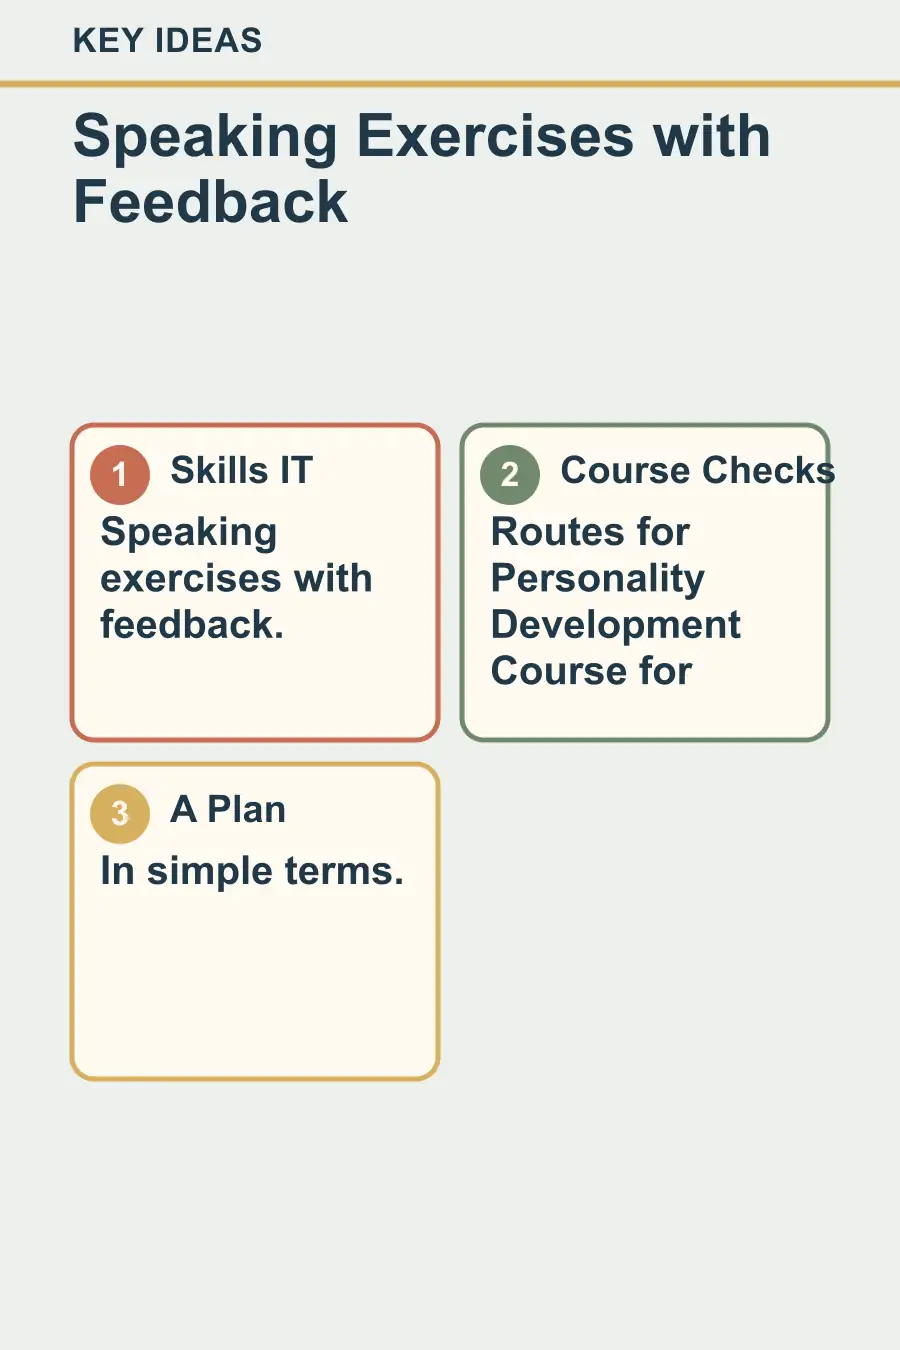 KEY IDEAS
Speaking Exercises with
Feedback
1 Skills IT
Speaking
exercises with
feedback.
2 Course Checks
Routes for
Personality
Development
Course for
3 A Plan
In simple terms.